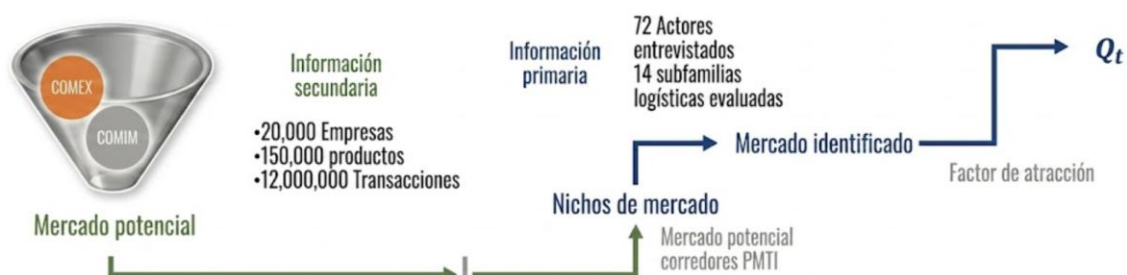 COMEX
COMIM
Mercado potencial
Información
secundaria
•20,000 Empresas
•150,000 productos
•12,000,000 Transacciones
Información
primaria
72 Actores
entrevistados
14 subfamilias
logísticas evaluadas
Nichos de mercado
Mercado potencial
corredores PMTI
Mercado identificado
Factor de atracción
Qt